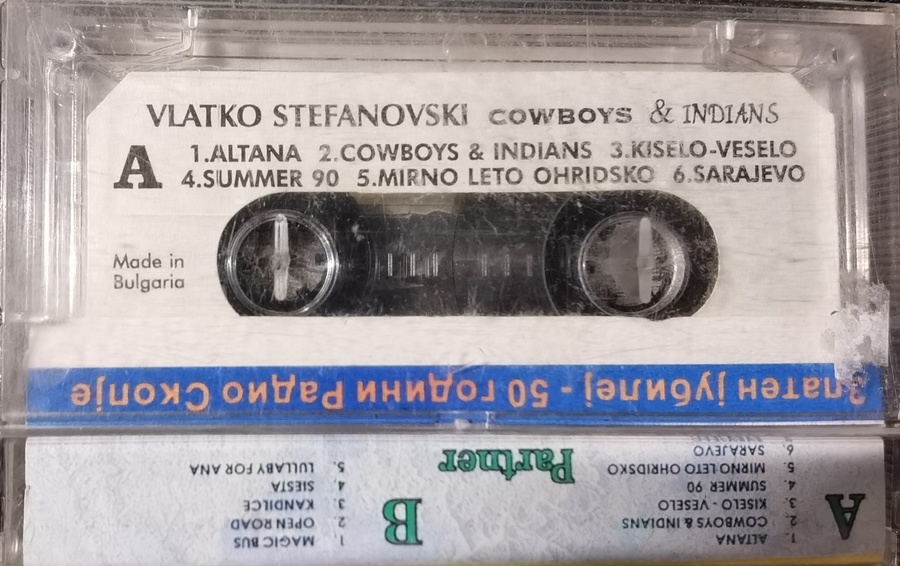 VLATKO STEFANOVSKI COWBOYS & INDIANS
A
1.ALTANA 2.COWBOYS & INDIANS 3.KISELO-VESELO
4.SUMMER 90 5.MIRNO LETO OHRIDSKO 6.SARAJEVO
Made in
Bulgaria
Златен јубилеј - 50 години Радио Скопје
A
1. ALTANA
2. COWBOYS & INDIANS
3. KISELO - VESELO
4. SUMMER 90
5. MIRNO LETO OHRIDSKO
6. SARAJEVO
Partner
B
1. MAGIC BUS
2. OPEN ROAD
3. KANDILCE
4. SIESTA
5. LULLABY FOR ANA